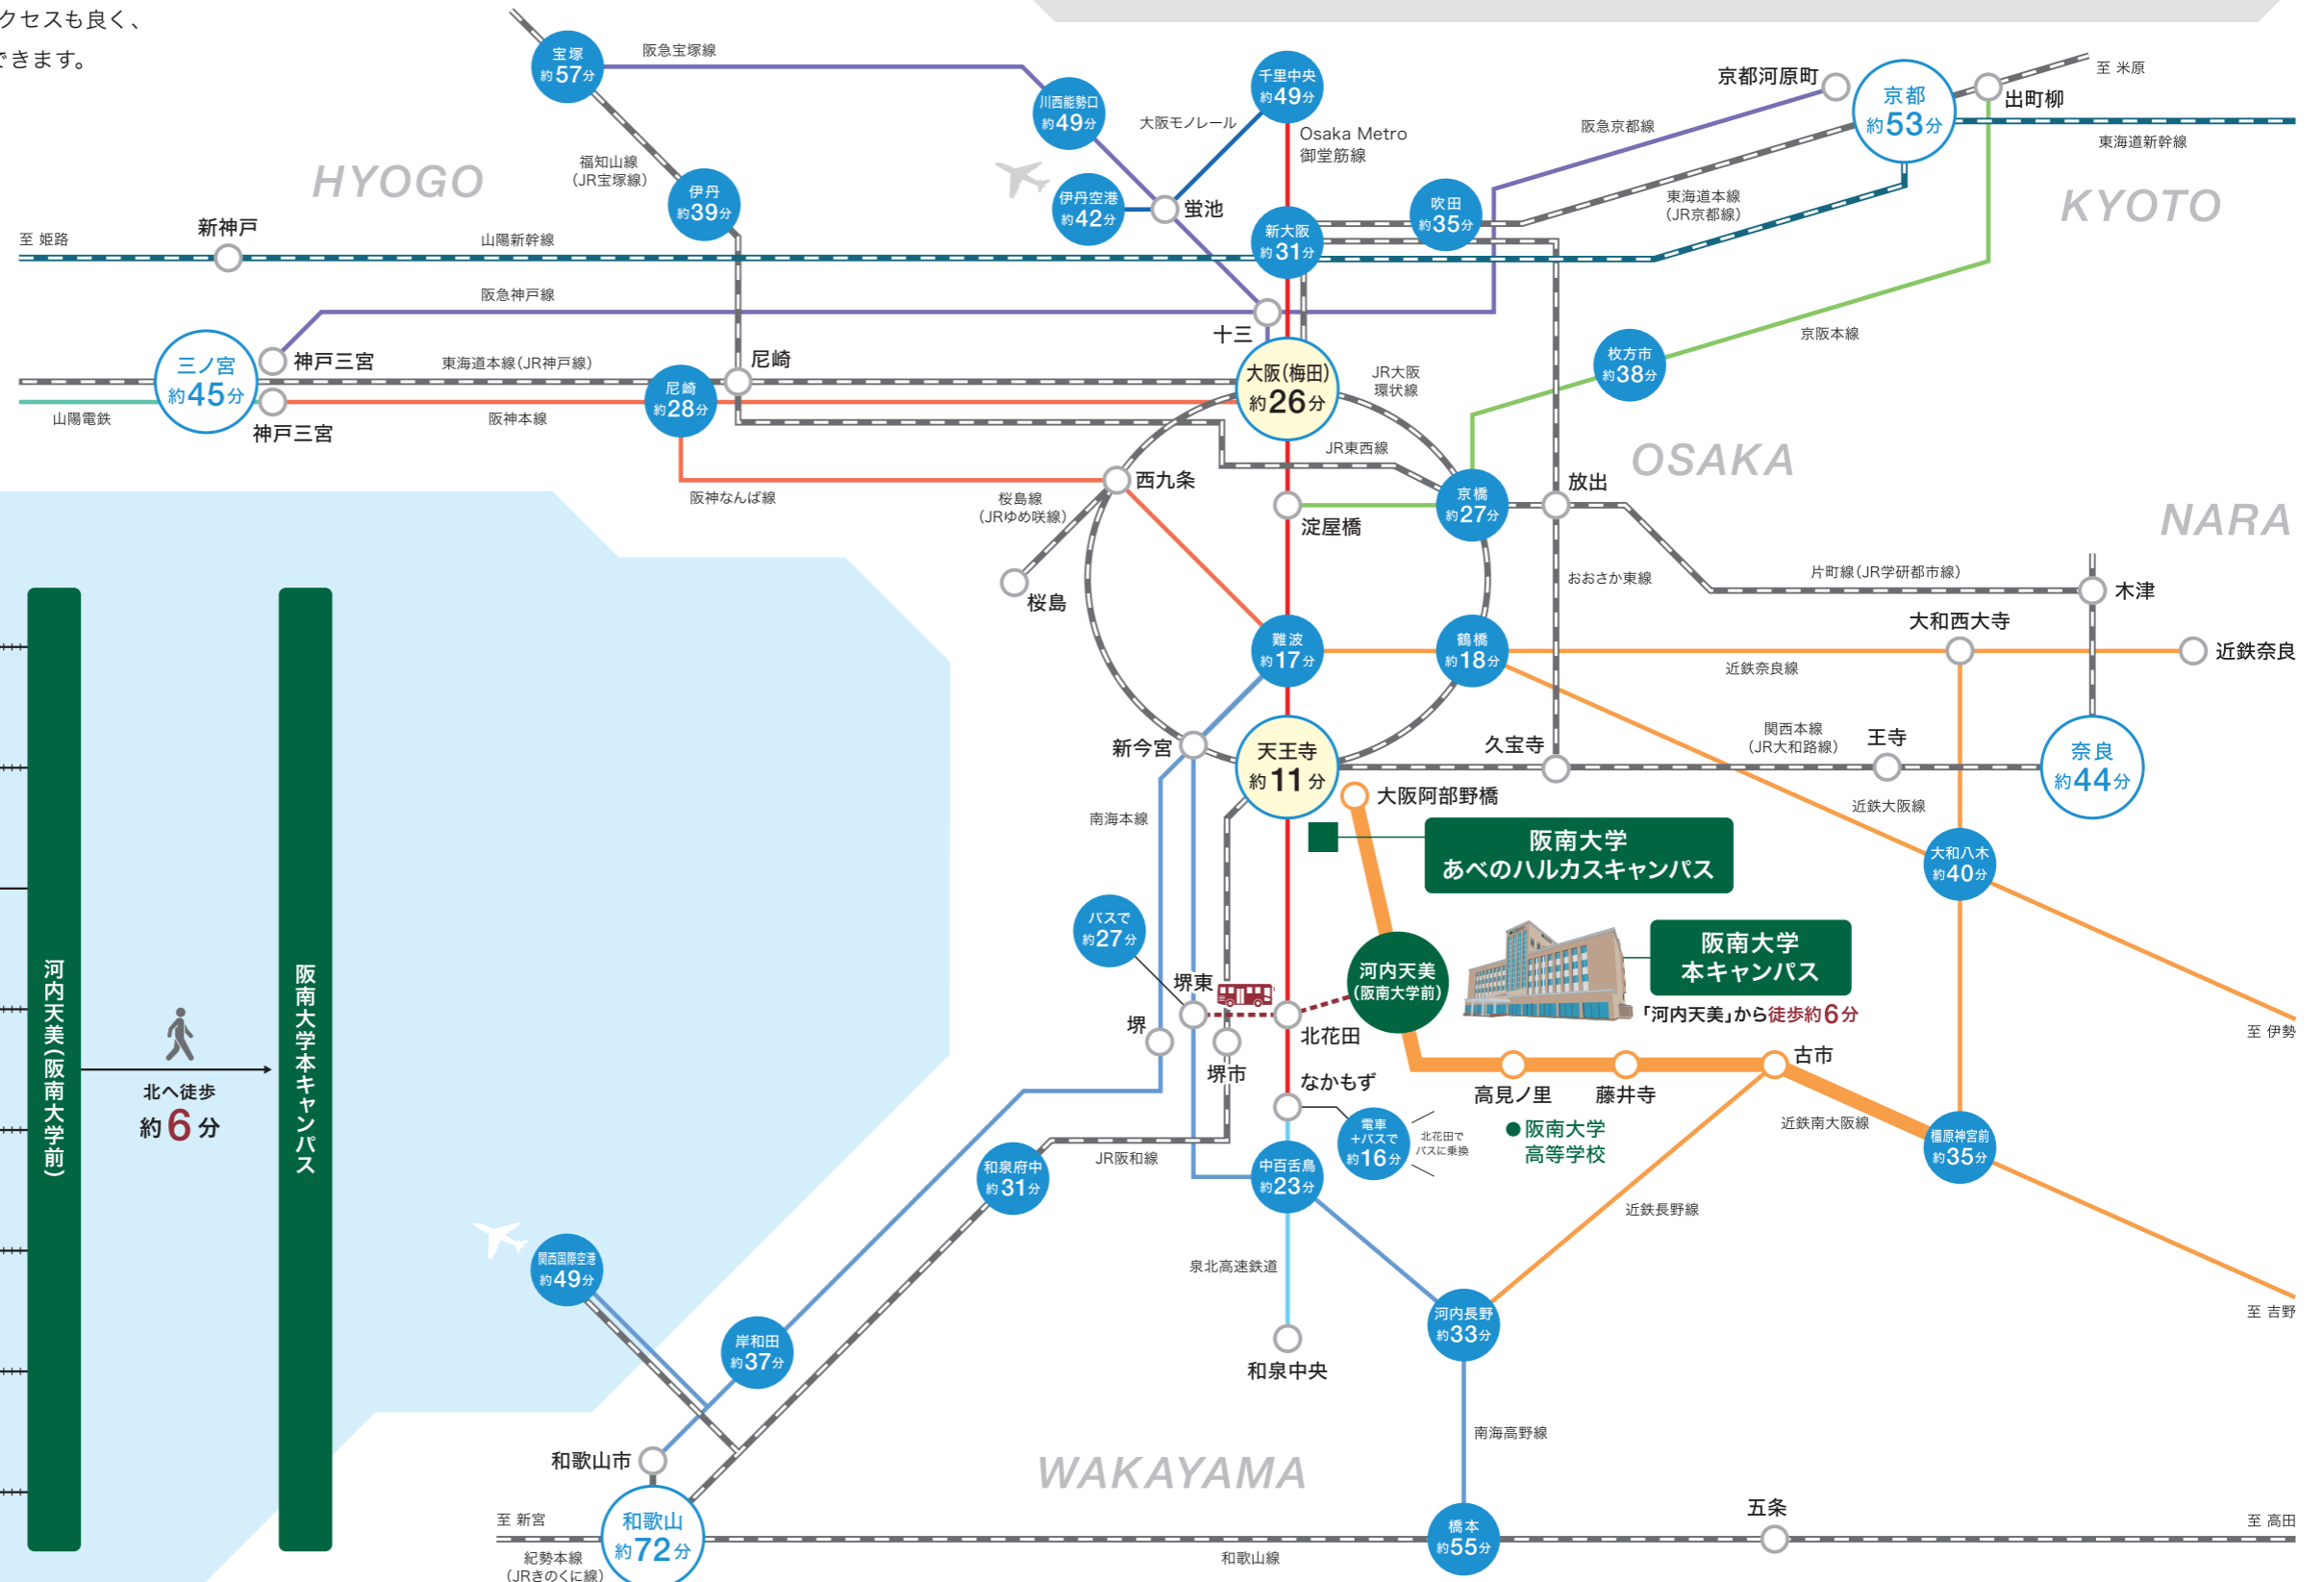 クセスも良く、
できます。
宝塚
約57分
阪急宝塚線
川西能勢口
約49分
千里中央
約49分
大阪モノレール
Osaka Metro
御堂筋線
京都河原町
京都
約53分
出町柳
至 米原
阪急京都線
東海道新幹線
HYOGO
福知山線
(JR宝塚線)
伊丹
約39分
伊丹空港
約42分
蛍池
新大阪
約31分
吹田
約35分
東海道本線
(JR京都線)
KYOTO
至 姫路
新神戸
山陽新幹線
阪急神戸線
十三
京阪本線
三ノ宮
約45分
神戸三宮
東海道本線(JR神戸線)
尼崎
尼崎
約28分
大阪(梅田)
約26分
JR大阪
環状線
枚方市
約38分
山陽電鉄
神戸三宮
阪神本線
JR東西線
OSAKA
阪神なんば線
西九条
桜島線
(JRゆめ咲線)
淀屋橋
京橋
約27分
放出
NARA
桜島
おおさか東線
片町線(JR学研都市線)
木津
難波
約17分
鶴橋
約18分
近鉄奈良線
大和西大寺
近鉄奈良
新今宮
天王寺
約11分
久宝寺
関西本線
(JR大和路線)
王寺
奈良
約44分
南海本線
大阪阿部野橋
近鉄大阪線
阪南大学
あべのハルカスキャンパス
大和八木
約40分
バスで
約27分
堺東
河内天美
(阪南大学前)
阪南大学
本キャンパス
「河内天美」から徒歩約6分
至 伊勢
堺
堺市
北花田
なかもず
高見ノ里
藤井寺
古市
電車
＋バスで
約16分
北花田で
バスに乗換
阪南大学
高等学校
近鉄南大阪線
橿原神宮前
約35分
河内天美(阪南大学前)
北へ徒歩
約6分
阪南大学本キャンパス
和泉府中
約31分
JR阪和線
中百舌鳥
約23分
近鉄長野線
関西国際空港
約49分
泉北高速鉄道
至 吉野
岸和田
約37分
和泉中央
河内長野
約33分
南海高野線
和歌山市
WAKAYAMA
至 新宮
和歌山
約72分
紀勢本線
(JRきのくに線)
和歌山線
橋本
約55分
五条
至 高田